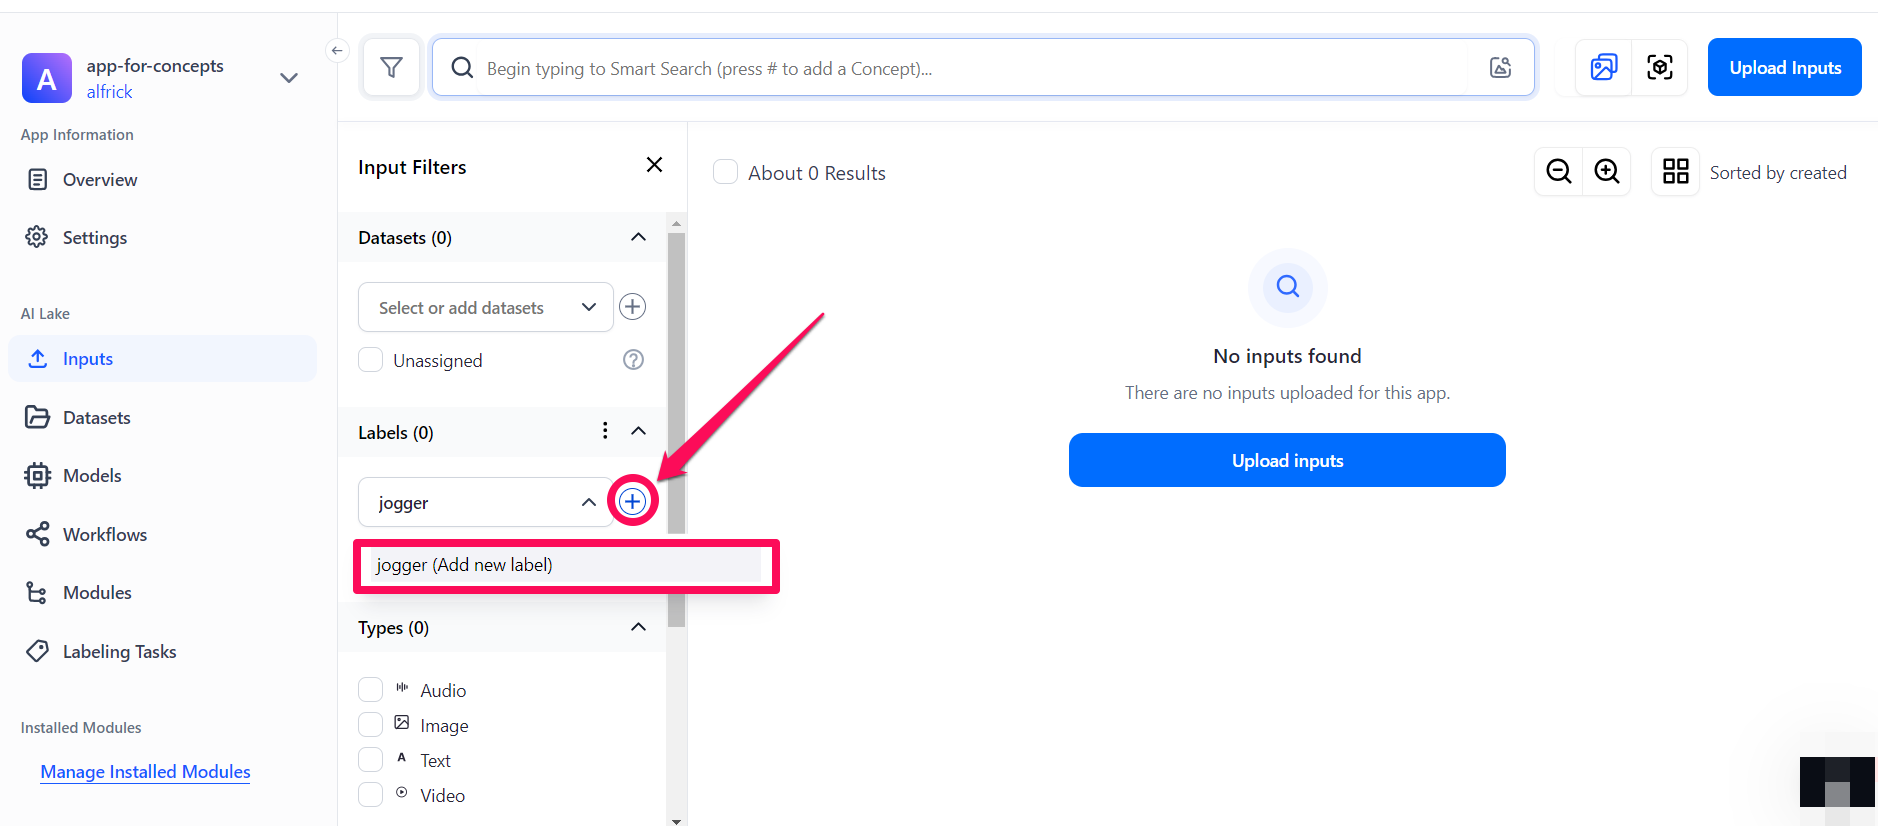 A
app-for-concepts
alfrick
App Information
Overview
Settings
AI Lake
Inputs
Datasets
Models
Workflows
Modules
Labeling Tasks
Installed Modules
Manage Installed Modules
Begin typing to Smart Search (press # to add a Concept)...
Upload Inputs
Input Filters
Datasets (0)
Select or add datasets
Unassigned
Labels (0)
jogger
jogger (Add new label)
Types (0)
Audio
Image
A Text
Video
About 0 Results
Sorted by created
No inputs found
There are no inputs uploaded for this app.
Upload inputs